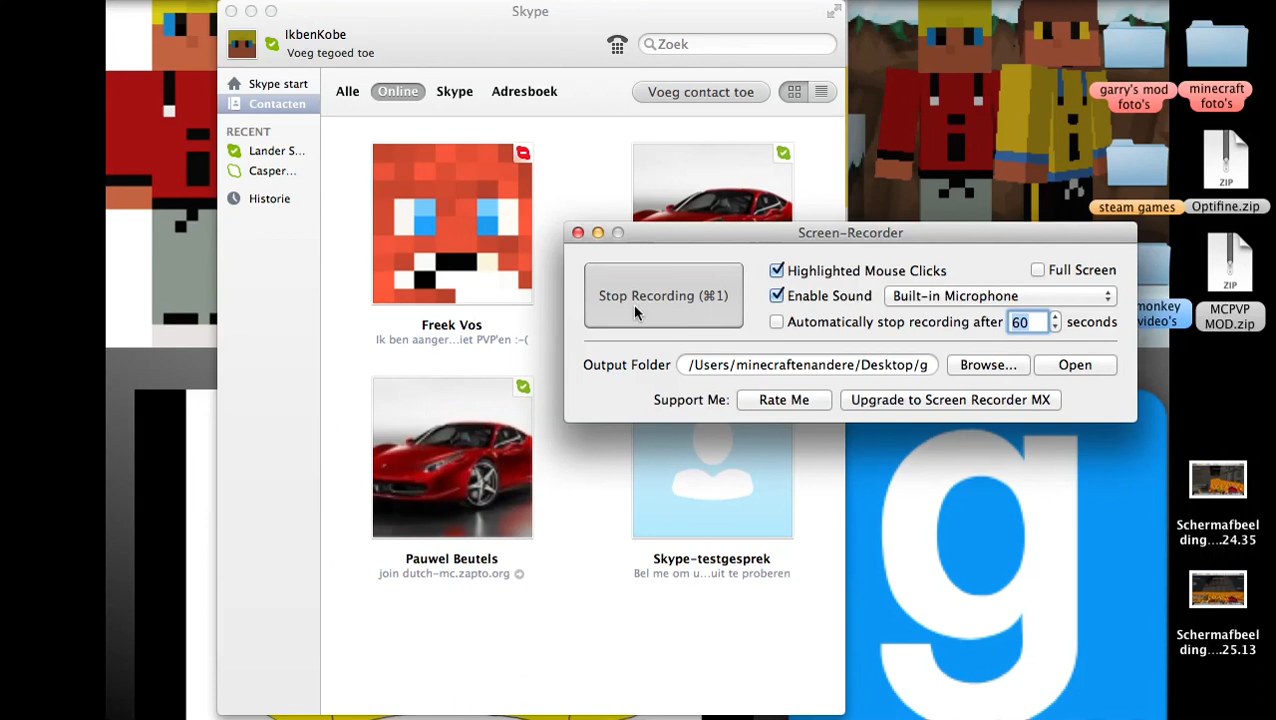 Skype
IkbenKobe
Voeg tegoed toe
Zoek
Skype start
Contacten
RECENT
Lander S...
Casper...
Historie
Alle
Online
Skype
Adresboek
Voeg contact toe
Freek Vos
Ik ben aanger...iet PVP'en :-(
Pauwel Beutels
join dutch-mc.zapto.org
Skype-testgesprek
Bel me om u...uit te proberen
Screen-Recorder
Stop Recording (⌘1)
Highlighted Mouse Clicks
Full Screen
Enable Sound
Built-in Microphone
Automatically stop recording after 60 seconds
Output Folder
/Users/minecraftenandere/Desktop/g
Browse...
Open
Support Me:
Rate Me
Upgrade to Screen Recorder MX
garry's mod
foto's
minecraft
foto's
steam games
ZIP
Optifine.zip
monkey
video's
ZIP
MCPVP
MOD.zip
g
Schermafbeel
ding....24.35
Schermafbeel
ding....25.13